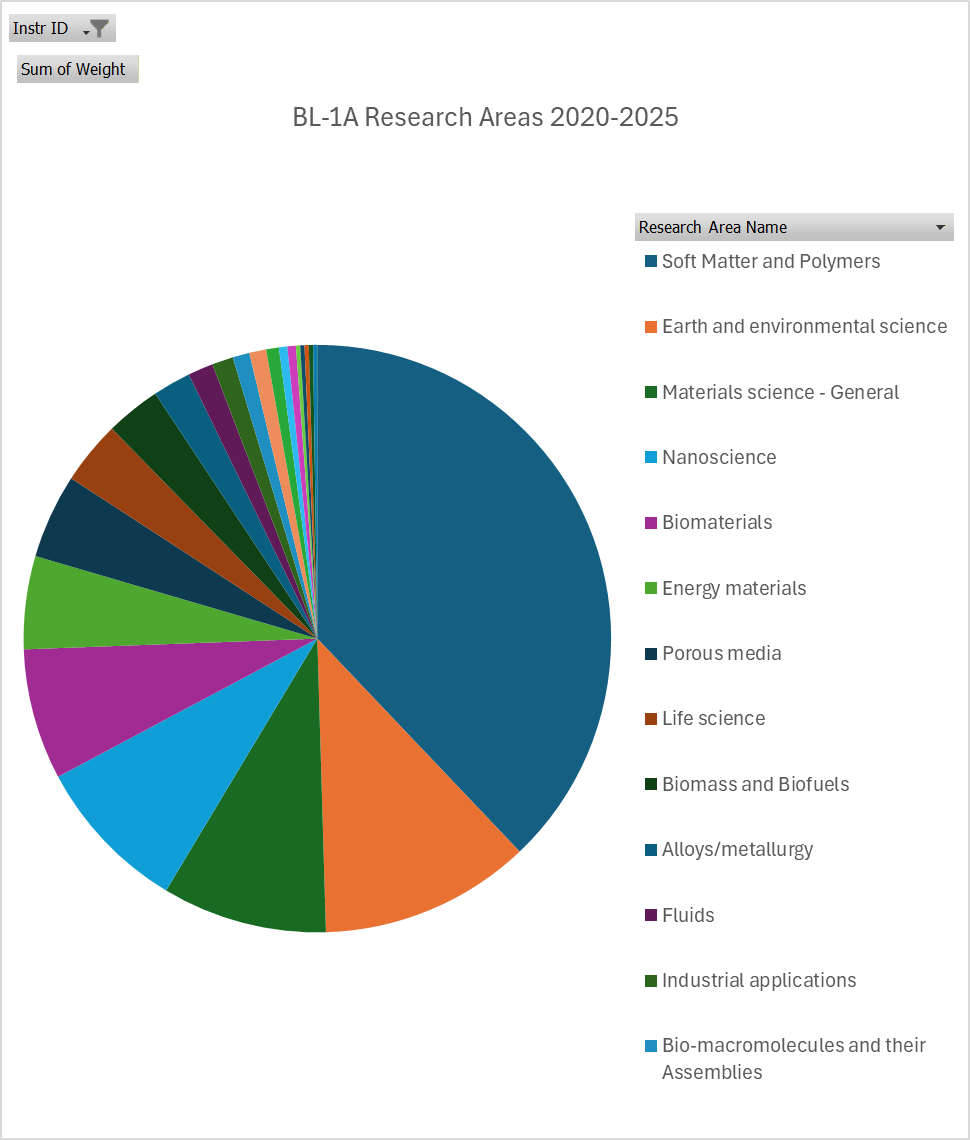 Instr ID
Sum of Weight
BL-1A Research Areas 2020-2025
Research Area Name
Soft Matter and Polymers
Earth and environmental science
Materials science - General
Nanoscience
Biomaterials
Energy materials
Porous media
Life science
Biomass and Biofuels
Alloys/metallurgy
Fluids
Industrial applications
Bio-macromolecules and their
Assemblies